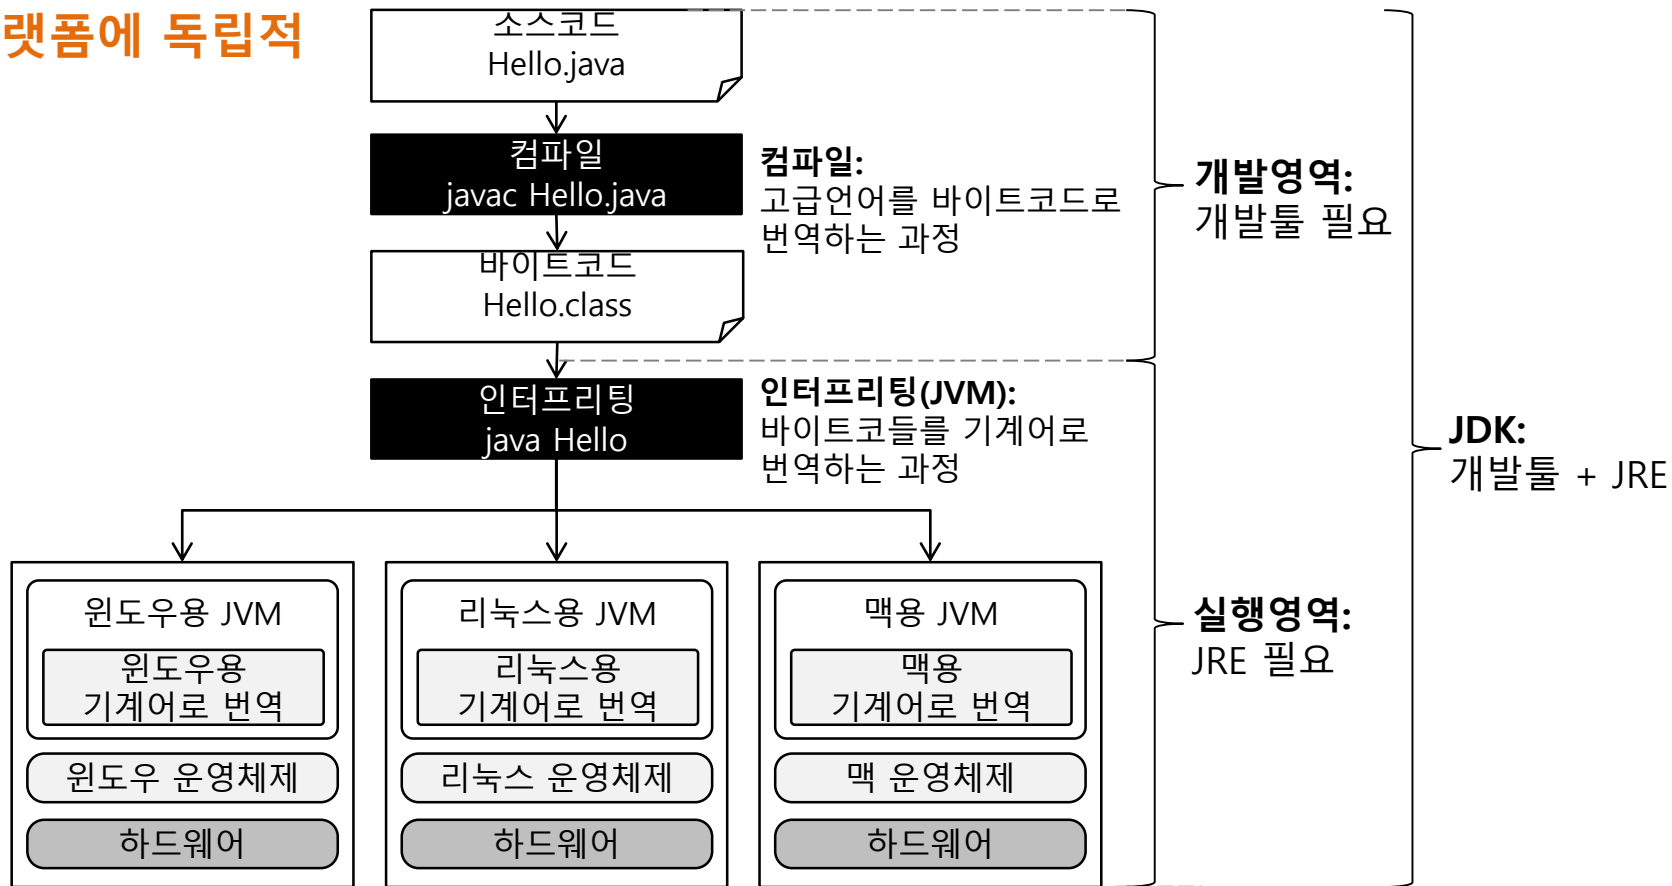 랫폼에 독립적
소스코드
Hello.java
컴파일
javac Hello.java
컴파일:
고급언어를 바이트코드로
번역하는 과정
개발영역:
개발툴 필요
바이트코드
Hello.class
인터프리팅
java Hello
인터프리팅(JVM):
바이트코들를 기계어로
번역하는 과정
JDK:
개발툴 + JRE
윈도우용 JVM
윈도우용
기계어로 번역
윈도우 운영체제
하드웨어
리눅스용 JVM
리눅스용
기계어로 번역
리눅스 운영체제
하드웨어
맥용 JVM
맥용
기계어로 번역
맥 운영체제
하드웨어
실행영역:
JRE 필요